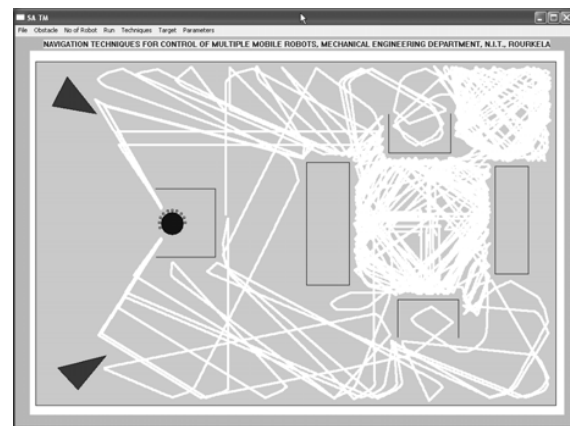 SA TM
File Obstacle No of Robot Run Techniques Target Parameters
NAVIGATION TECHNIQUES FOR CONTROL OF MULTIPLE MOBILE ROBOTS, MECHANICAL ENGINEERING DEPARTMENT, N.I.T., ROURKELA